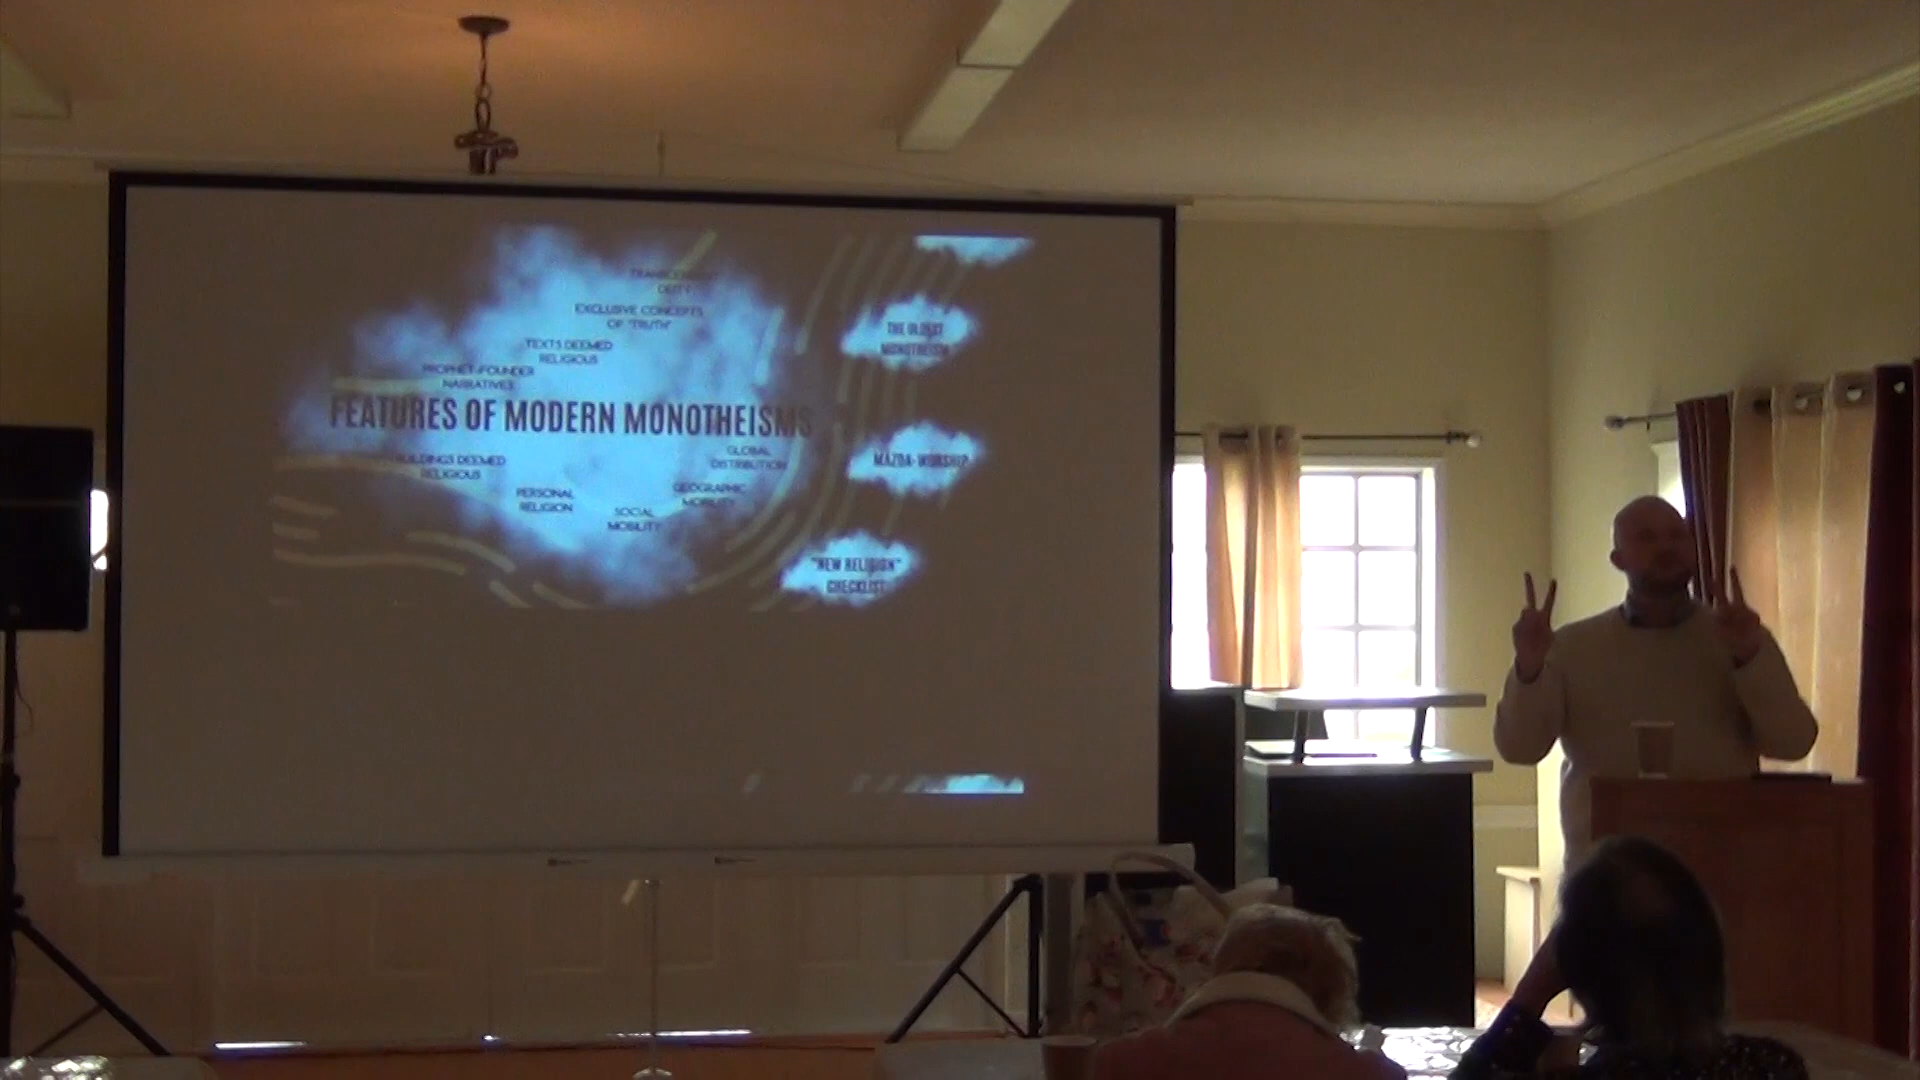 DEITY
EXCLUSIVE CONCEPTS
OF "TRUTH"
TEXTS DEEMED
RELIGIOUS
PROPHET-FOUNDER
NARRATIVES
FEATURES OF MODERN MONOTHEISMS
BUILDINGS DEEMED
RELIGIOUS
PERSONAL
RELIGION
SOCIAL
MOBILITY
GEOGRAPHIC
MOBILITY
GLOBAL
DISTRIBUTION
THE OLDEST
MONOTHEISM
MAZDA-WORSHIP
"NEW RELIGION"
CHECKLIST